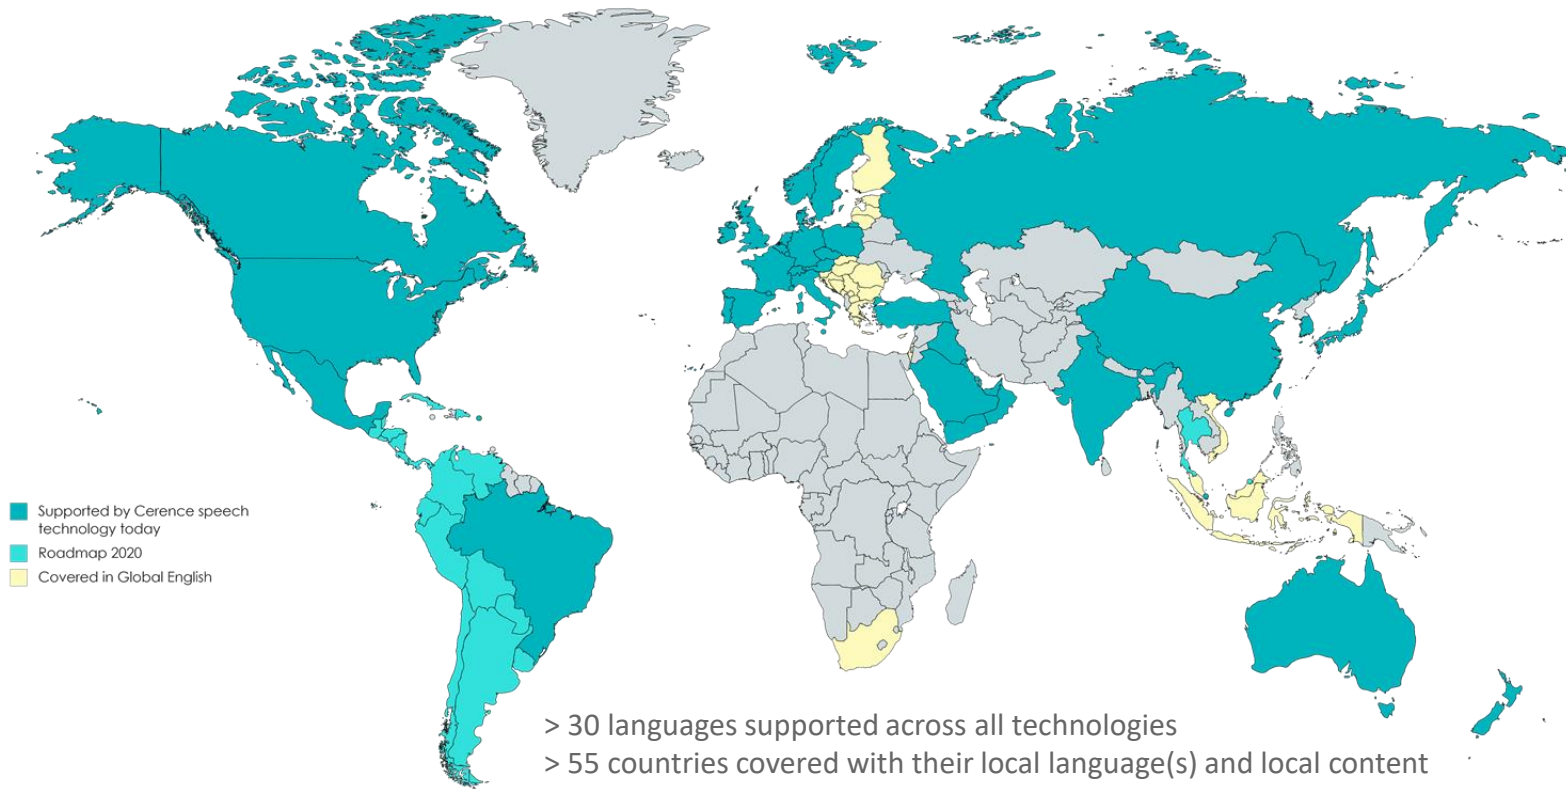 Supported by Cerence speech
technology today
Roadmap 2020
Covered in Global English
> 30 languages supported across all technologies
> 55 countries covered with their local language(s) and local content